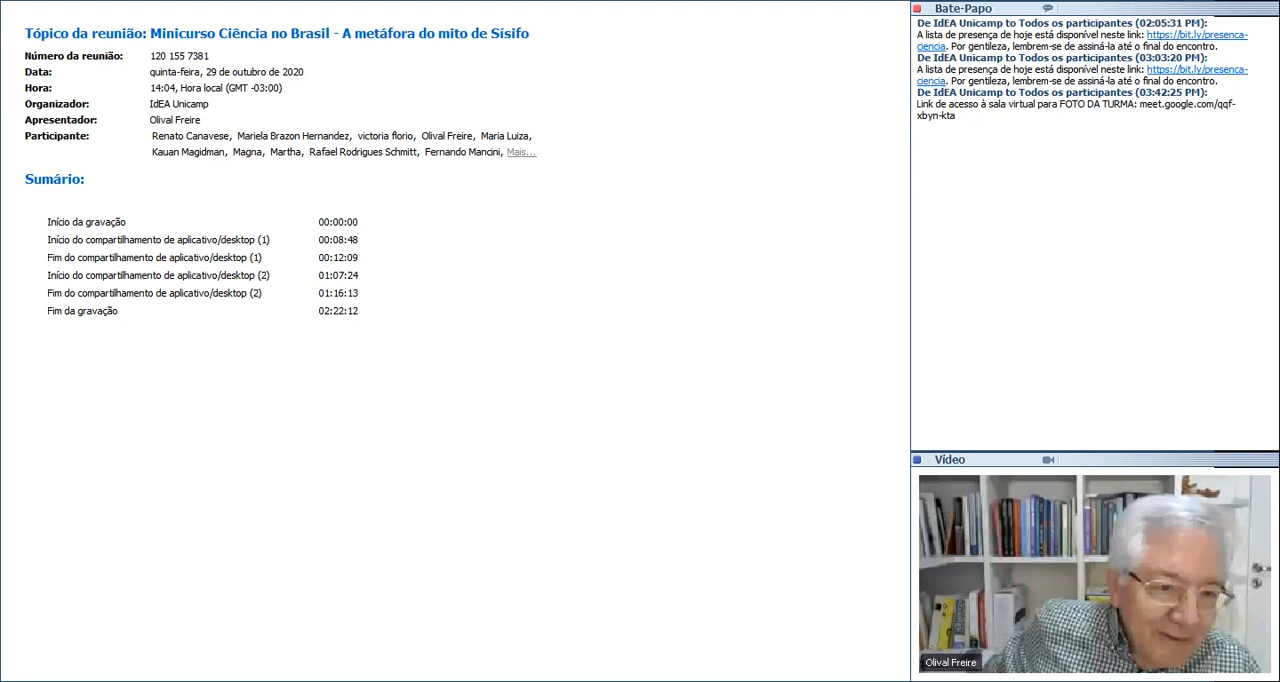 Tópico da reunião: Minicurso Ciência no Brasil - A metáfora do mito de Sísifo
Número da reunião: 120 155 7381
Data: quinta-feira, 29 de outubro de 2020
Hora: 14:04, Hora local (GMT -03:00)
Organizador: IdEA Unicamp
Apresentador: Olival Freire
Participante: Renato Canavese, Mariela Brazon Hernandez, victoria florio, Olival Freire, Maria Luiza,
Kauan Magidman, Magna, Martha, Rafael Rodrigues Schmitt, Fernando Mancini, Mais...
Sumário:
Início da gravação 00:00:00
Início do compartilhamento de aplicativo/desktop (1) 00:08:48
Fim do compartilhamento de aplicativo/desktop (1) 00:12:09
Início do compartilhamento de aplicativo/desktop (2) 01:07:24
Fim do compartilhamento de aplicativo/desktop (2) 01:16:13
Fim da gravação 02:22:12
Bate-Papo
De IdEA Unicamp to Todos os participantes (02:05:31 PM):
A lista de presença de hoje está disponível neste link: https://bit.ly/presenca-
ciencia. Por gentileza, lembrem-se de assiná-la até o final do encontro.
De IdEA Unicamp to Todos os participantes (03:03:20 PM):
A lista de presença de hoje está disponível neste link: https://bit.ly/presenca-
ciencia. Por gentileza, lembrem-se de assiná-la até o final do encontro.
De IdEA Unicamp to Todos os participantes (03:42:25 PM):
Link de acesso à sala virtual para FOTO DA TURMA: meet.google.com/qqf-
xbyn-kta
Vídeo
Olival Freire